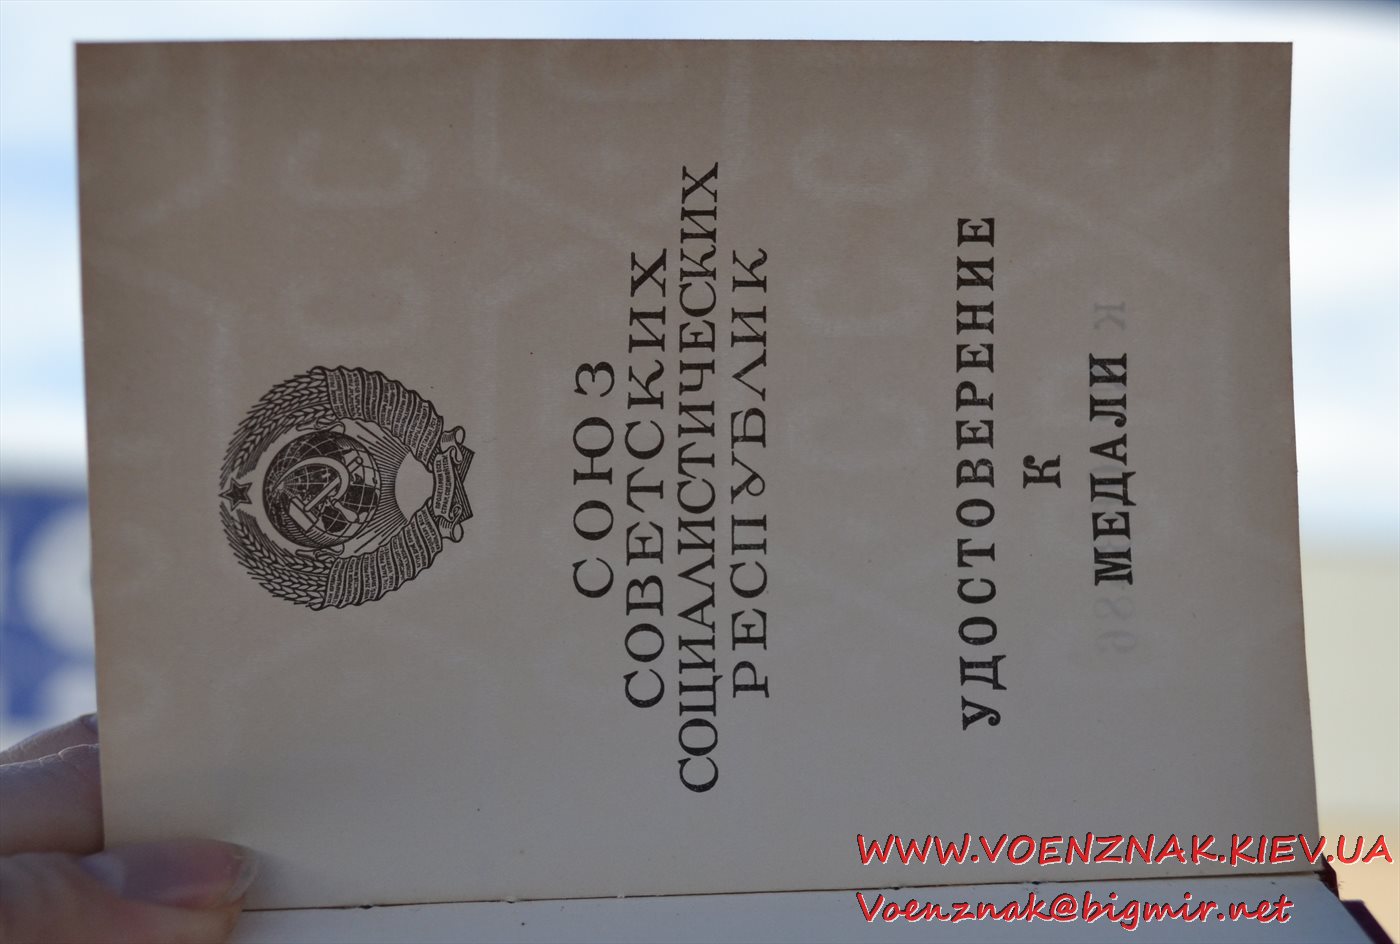 СОЮЗ
СОВЕТСКИХ
СОЦИАЛИСТИЧЕСКИХ
РЕСПУБЛИК
УДОСТОВЕРЕНИЕ
К
МЕДАЛИ
WWW.VOENZNAK.KIEV.UA
Voenznak@bigmir.net